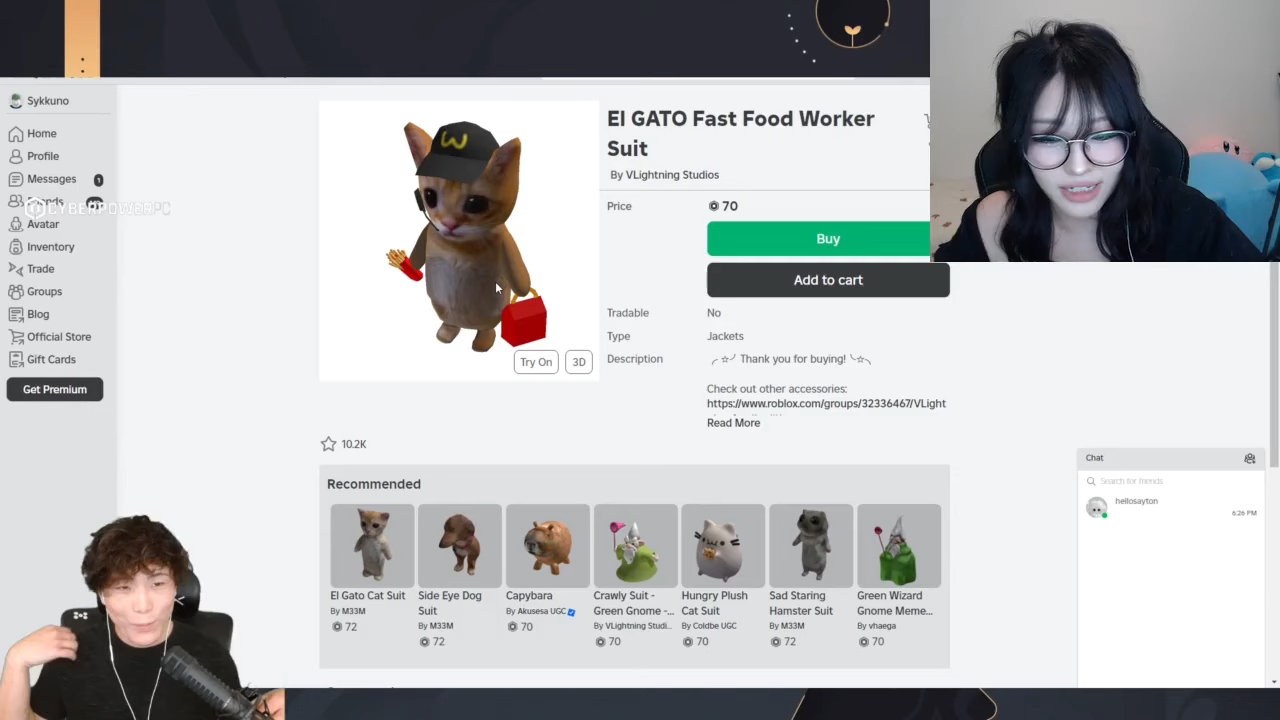 Sykkuno
Home
Profile
Messages 1
CYBERPOWERPC
Avatar
Inventory
Trade
Groups
Blog
Official Store
Gift Cards
Get Premium
W
Try On
3D
El GATO Fast Food Worker
Suit
By VLightning Studios
Price
70
Buy
Add to cart
Tradable
No
Type
Jackets
Description
Thank you for buying!
Check out other accessories:
https://www.roblox.com/groups/32336467/VLight
Read More
10.2K
Recommended
El Gato Cat Suit
By M33M
72
Side Eye Dog
Suit
By M33M
72
Capybara
By Akusesa UGC
70
Crawly Suit -
Green Gnome -...
By VLightning Studi...
70
Hungry Plush
Cat Suit
By Coldbe UGC
70
Sad Staring
Hamster Suit
By M33M
72
Green Wizard
Gnome Meme...
By vhaega
70
Chat
Search for friends
hellosayton
6:26 PM